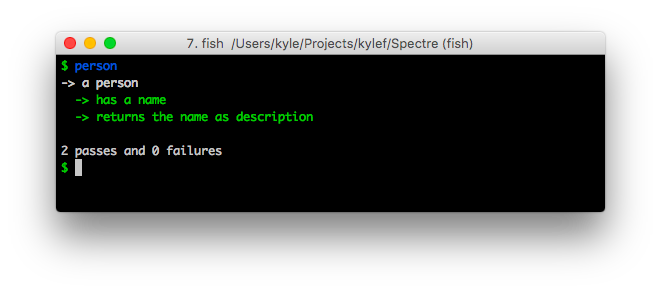 7. fish  /Users/kyle/Projects/kylef/Spectre (fish)
$ person
-> a person
  -> has a name
  -> returns the name as description

2 passes and 0 failures
$